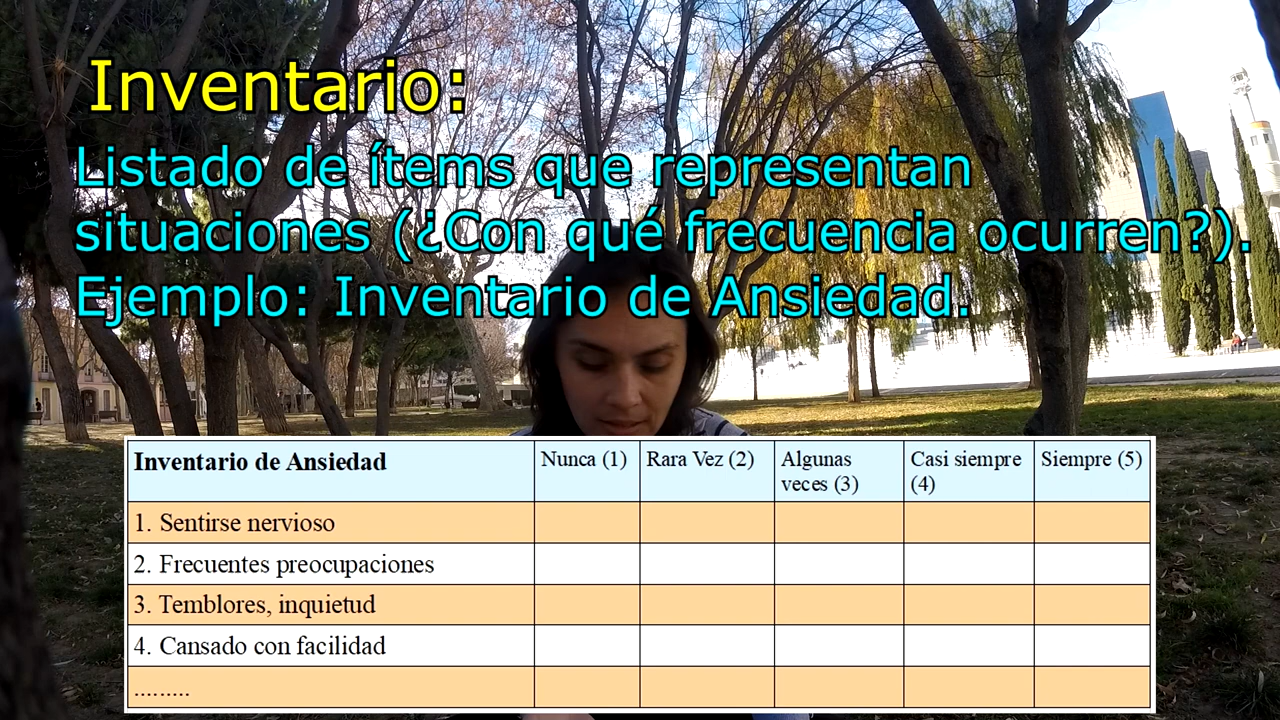 Inventario:
Listado de ítems que representan
situaciones (¿Con qué frecuencia ocurren?).
Ejemplo: Inventario de Ansiedad.
Inventario de Ansiedad Nunca (1) Rara Vez (2) Algunas veces (3) Casi siempre (4) Siempre (5)
1. Sentirse nervioso
2. Frecuentes preocupaciones
3. Temblores, inquietud
4. Cansado con facilidad
.........